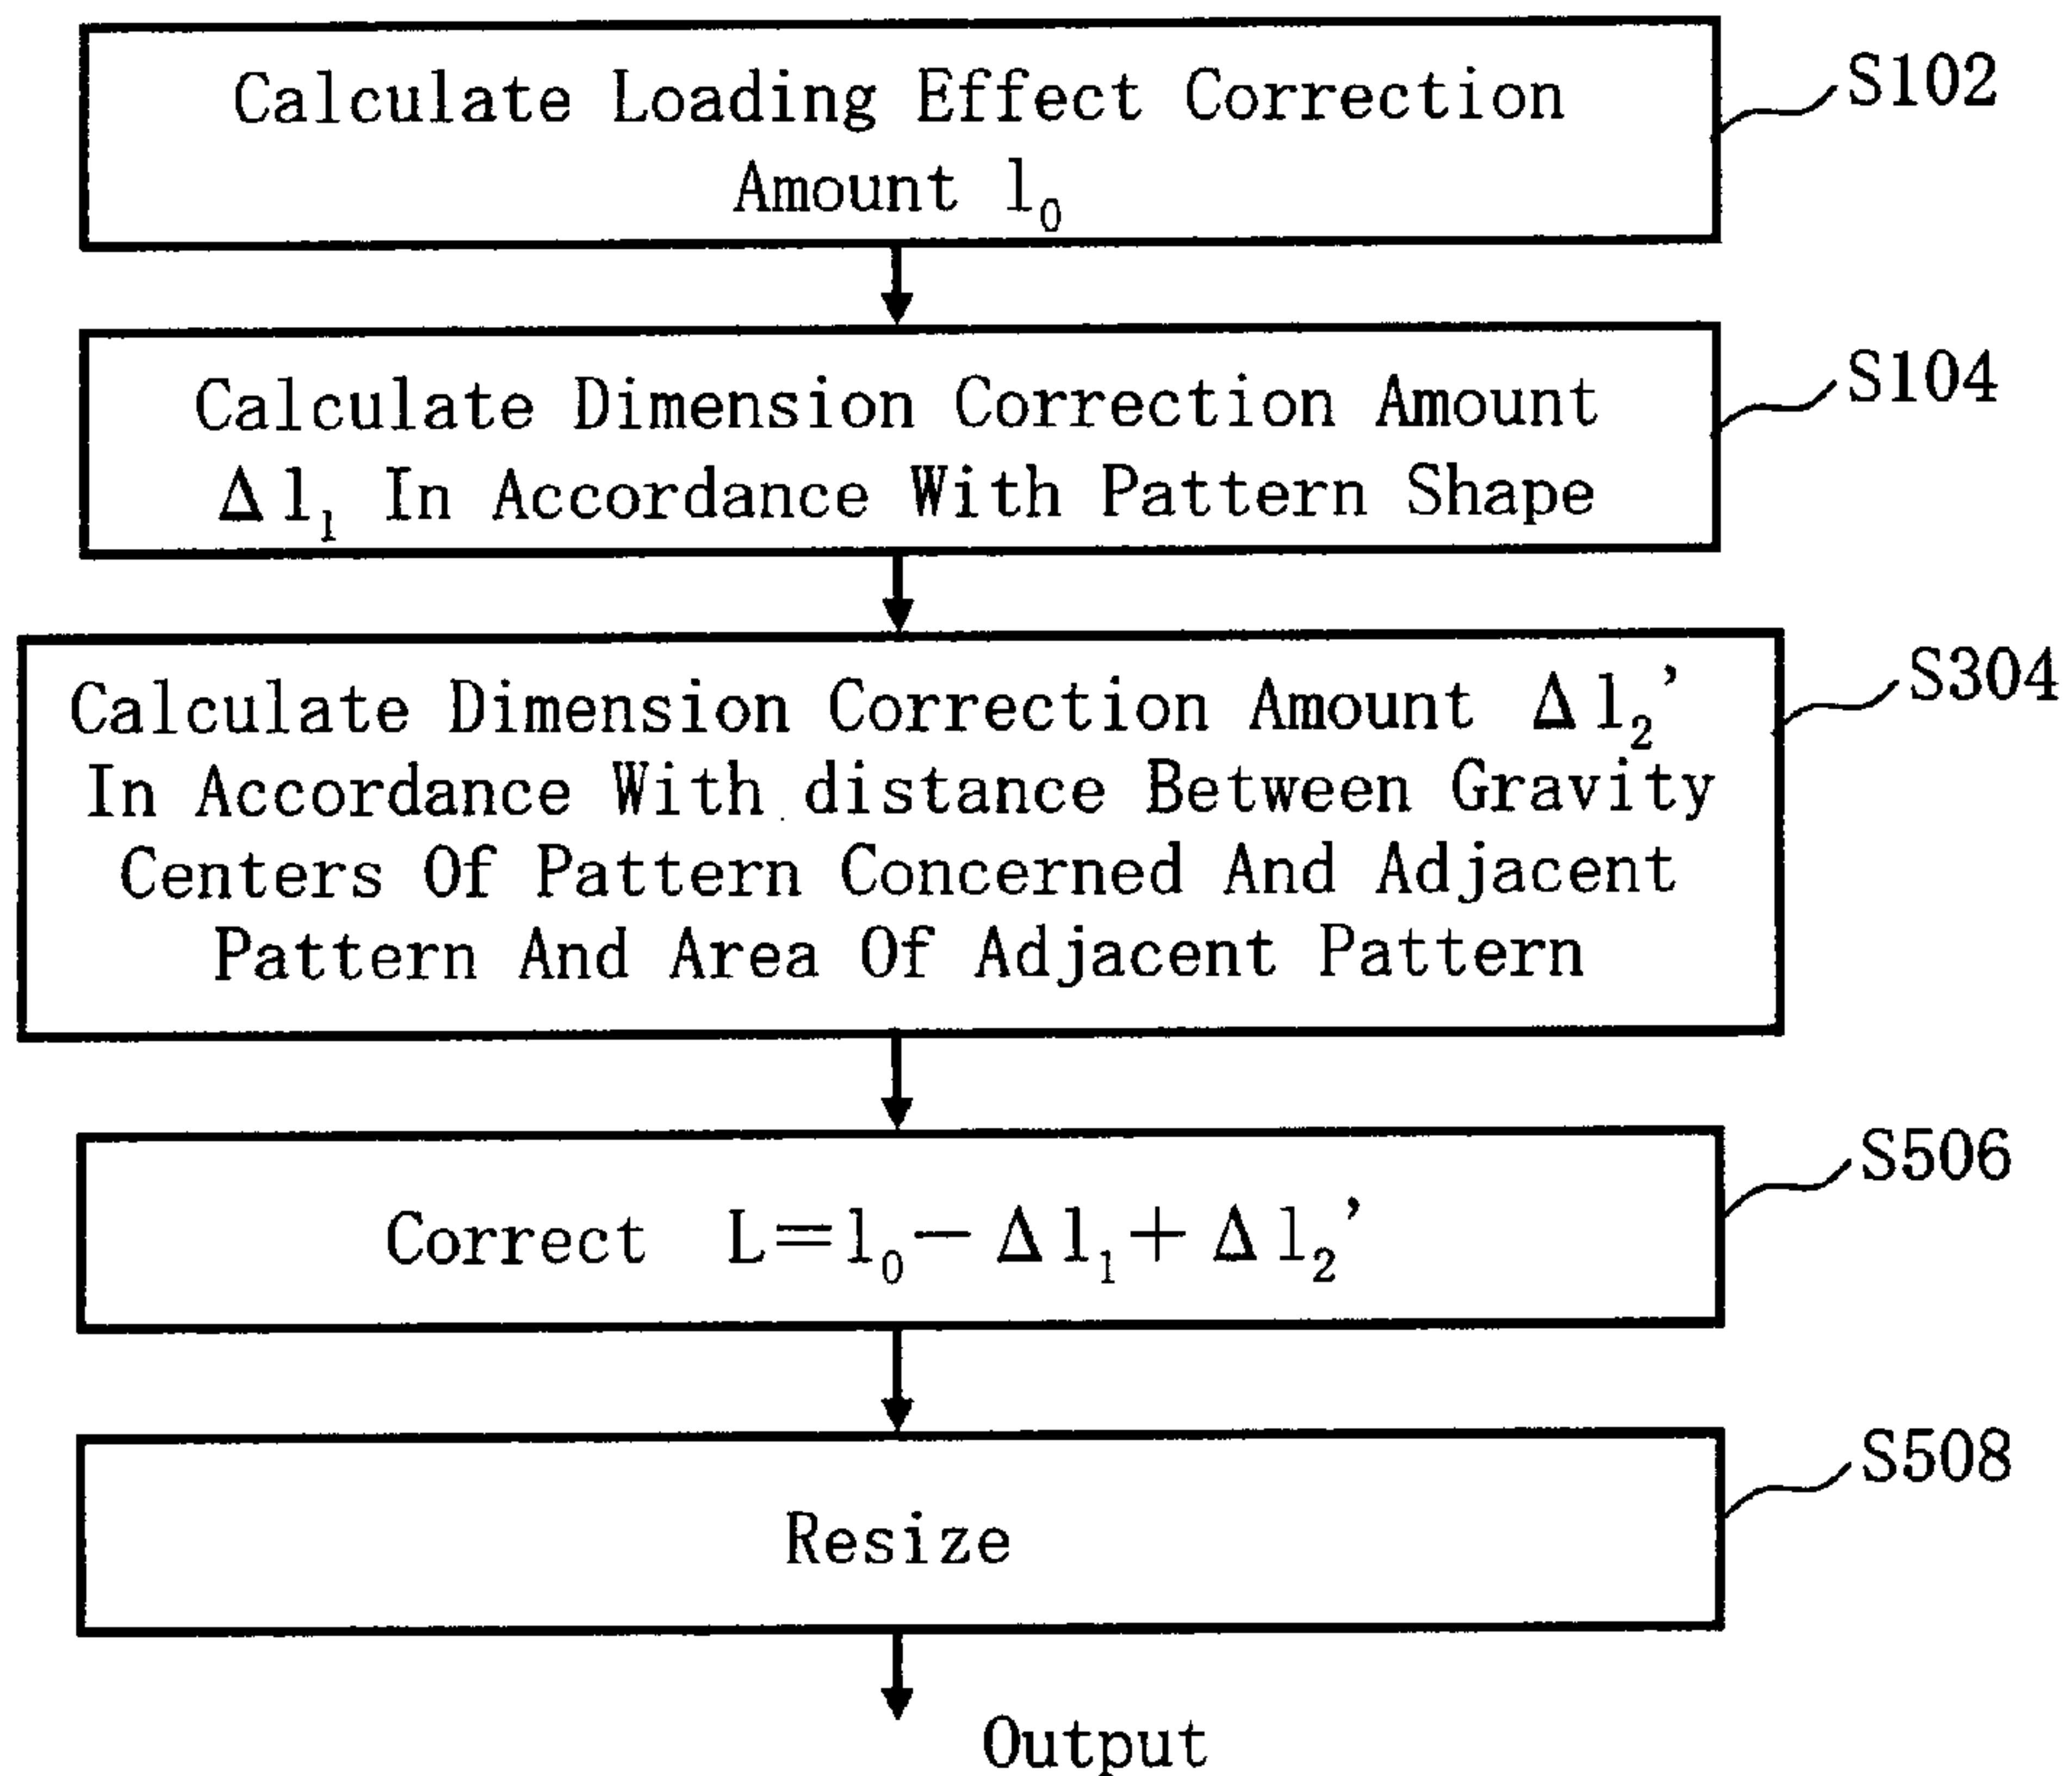 Calculate Loading Effect Correction
Amount l₀
S102
Calculate Dimension Correction Amount
Δl₁ In Accordance With Pattern Shape
S104
Calculate Dimension Correction Amount Δl₂’
In Accordance With distance Between Gravity
Centers Of Pattern Concerned And Adjacent
Pattern And Area Of Adjacent Pattern
S304
Correct L=l₀−Δl₁+Δl₂’
S506
Resize
S508
Output